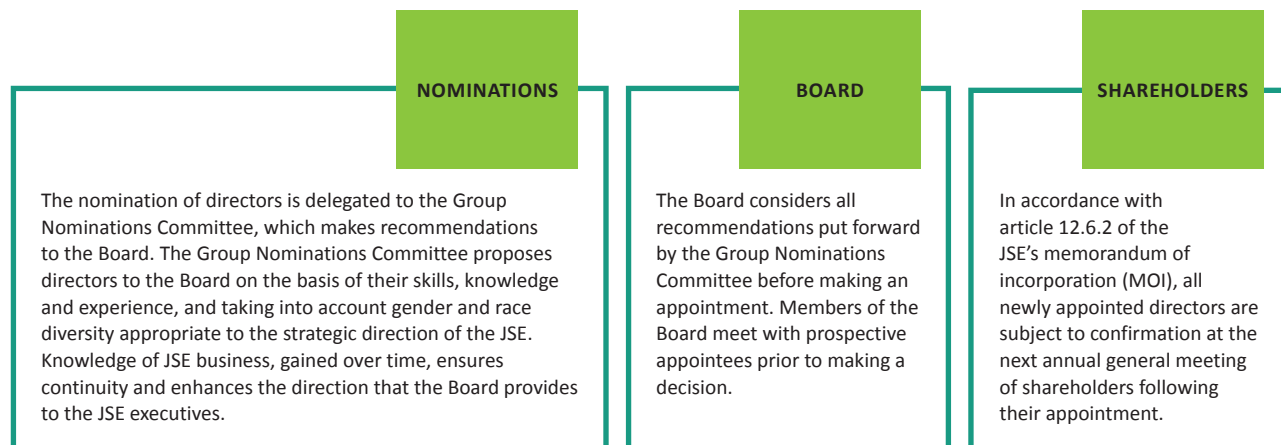 NOMINATIONS
The nomination of directors is delegated to the Group
Nominations Committee, which makes recommendations
to the Board. The Group Nominations Committee proposes
directors to the Board on the basis of their skills, knowledge
and experience, and taking into account gender and race
diversity appropriate to the strategic direction of the JSE.
Knowledge of JSE business, gained over time, ensures
continuity and enhances the direction that the Board provides
to the JSE executives.
BOARD
The Board considers all
recommendations put forward
by the Group Nominations
Committee before making an
appointment. Members of the
Board meet with prospective
appointees prior to making a
decision.
SHAREHOLDERS
In accordance with
article 12.6.2 of the
JSE’s memorandum of
incorporation (MOI), all
newly appointed directors are
subject to confirmation at the
next annual general meeting
of shareholders following
their appointment.